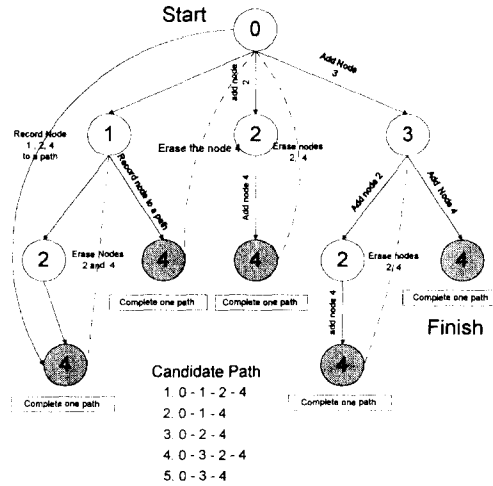 Start
0
Add Node
3
add node
2
Record Node
1 , 2, 4
to a path
1
Erase the node 4
2
Erase nodes
2, 4
3
Record node to a path
Add node 4
Add node 2
Add Node 4
2
Erase Nodes
2 and 4
4
4
2
Erase nodes
2, 4
4
Complete one path
Complete one path
Complete one path
add node 4
Finish
4
4
Complete one path
Complete one path
Candidate Path
1. 0 - 1 - 2 - 4
2. 0 - 1 - 4
3. 0 - 2 - 4
4. 0 - 3 - 2 - 4
5. 0 - 3 - 4